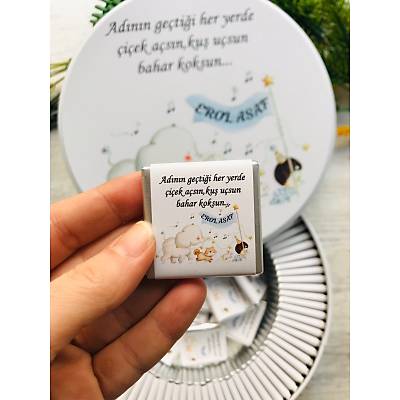 Adının geçtiği her yerde
çiçek açsın,kuş uçsun
bahar koksun...
EROL ASAF
Adının geçtiği her yerde
çiçek açsın,kuş uçsun
bahar koksun...
EROL ASAF